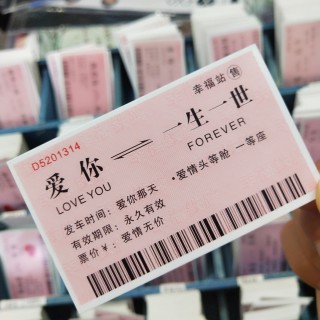 幸福站 售
D5201314
爱你 ⇌ 一生一世
LOVE YOU FOREVER
发车时间：爱你那天 ·爱情头等舱 一等座
有效期限：永久有效
票价¥：爱情无价